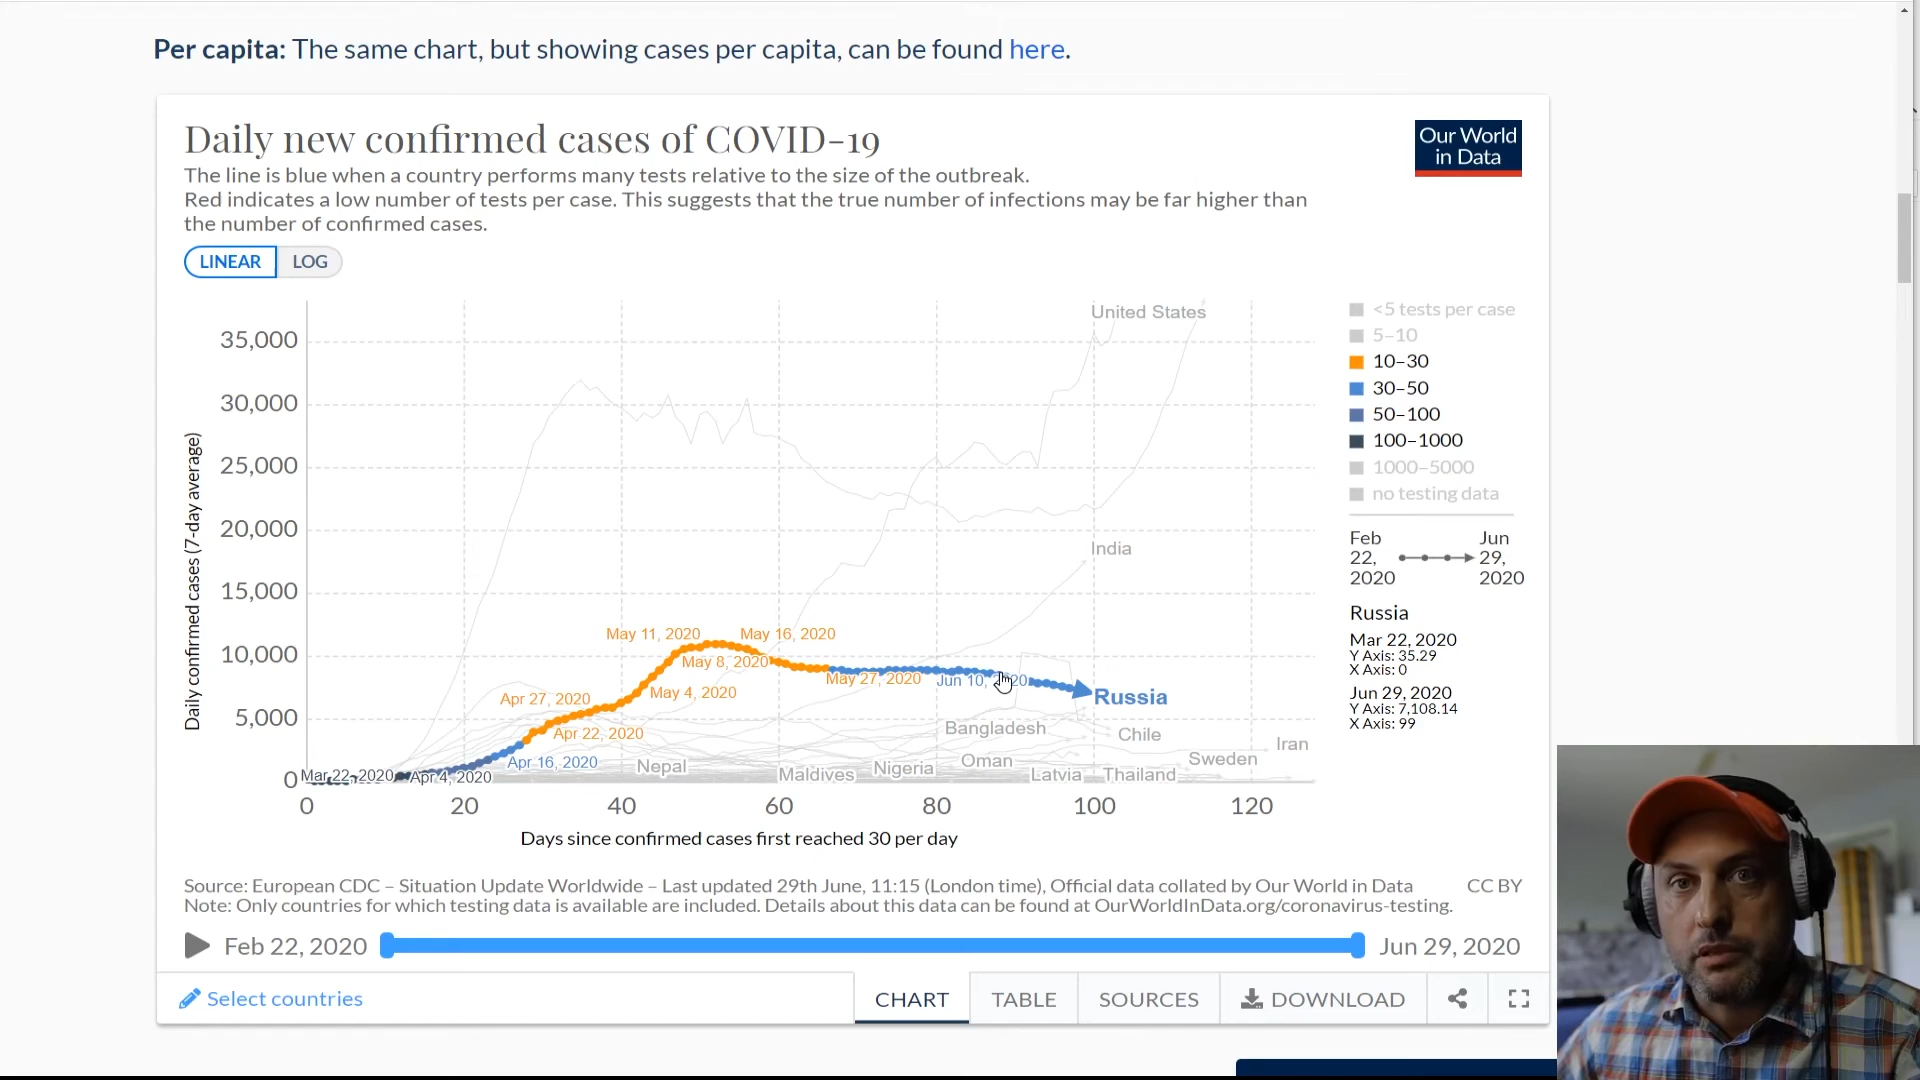 Per capita: The same chart, but showing cases per capita, can be found here.
Daily new confirmed cases of COVID-19
Our World
in Data
The line is blue when a country performs many tests relative to the size of the outbreak.
Red indicates a low number of tests per case. This suggests that the true number of infections may be far higher than
the number of confirmed cases.
LINEAR LOG
Daily confirmed cases (7-day average)
35,000
30,000
25,000
20,000
15,000
10,000
5,000
0
United States
India
May 11, 2020
May 16, 2020
May 8, 2020
May 27, 2020
Jun 10, 2020
Apr 27, 2020
May 4, 2020
Russia
Apr 22, 2020
Bangladesh
Chile
Iran
Apr 16, 2020
Nepal
Maldives
Nigeria
Oman
Latvia
Thailand
Sweden
Mar 22, 2020
Apr 4, 2020
0 20 40 60 80 100 120
Days since confirmed cases first reached 30 per day
<5 tests per case
5–10
10–30
30–50
50–100
100–1000
1000–5000
no testing data
Feb
22,
2020
Jun
29,
2020
Russia
Mar 22, 2020
Y Axis: 35.29
X Axis: 0
Jun 29, 2020
Y Axis: 7,108.14
X Axis: 99
Source: European CDC – Situation Update Worldwide – Last updated 29th June, 11:15 (London time), Official data collated by Our World in Data CC BY
Note: Only countries for which testing data is available are included. Details about this data can be found at OurWorldInData.org/coronavirus-testing.
Feb 22, 2020 Jun 29, 2020
Select countries CHART TABLE SOURCES DOWNLOAD